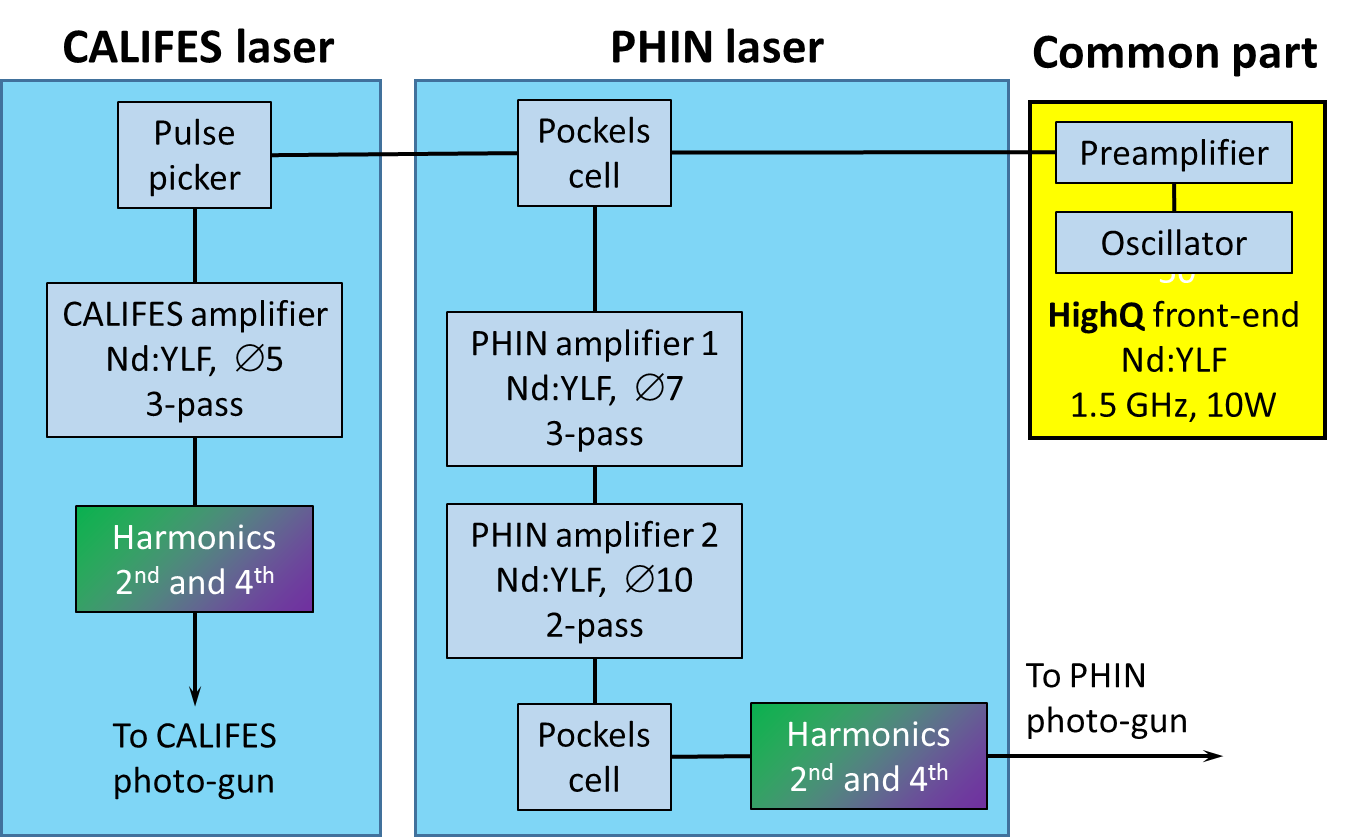 CALIFES laser
Pulse
picker
CALIFES amplifier
Nd:YLF, ∅5
3-pass
Harmonics
2nd and 4th
To CALIFES
photo-gun
PHIN laser
Pockels
cell
PHIN amplifier 1
Nd:YLF, ∅7
3-pass
PHIN amplifier 2
Nd:YLF, ∅10
2-pass
Pockels
cell
Harmonics
2nd and 4th
To PHIN
photo-gun
Common part
Preamplifier
Oscillator
HighQ front-end
Nd:YLF
1.5 GHz, 10W